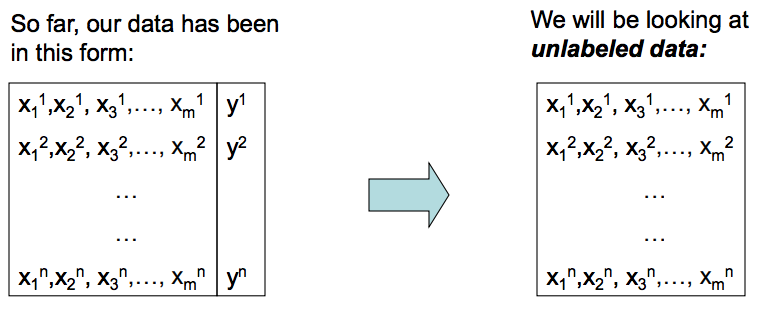 So far, our data has been
in this form:
x₁¹,x₂¹, x₃¹,…, xₘ¹ y¹
x₁²,x₂², x₃²,…, xₘ² y²
…
…
x₁ⁿ,x₂ⁿ, x₃ⁿ,…, xₘⁿ yⁿ
We will be looking at
unlabeled data:
x₁¹,x₂¹, x₃¹,…, xₘ¹
x₁²,x₂², x₃²,…, xₘ²
…
…
x₁ⁿ,x₂ⁿ, x₃ⁿ,…, xₘⁿ